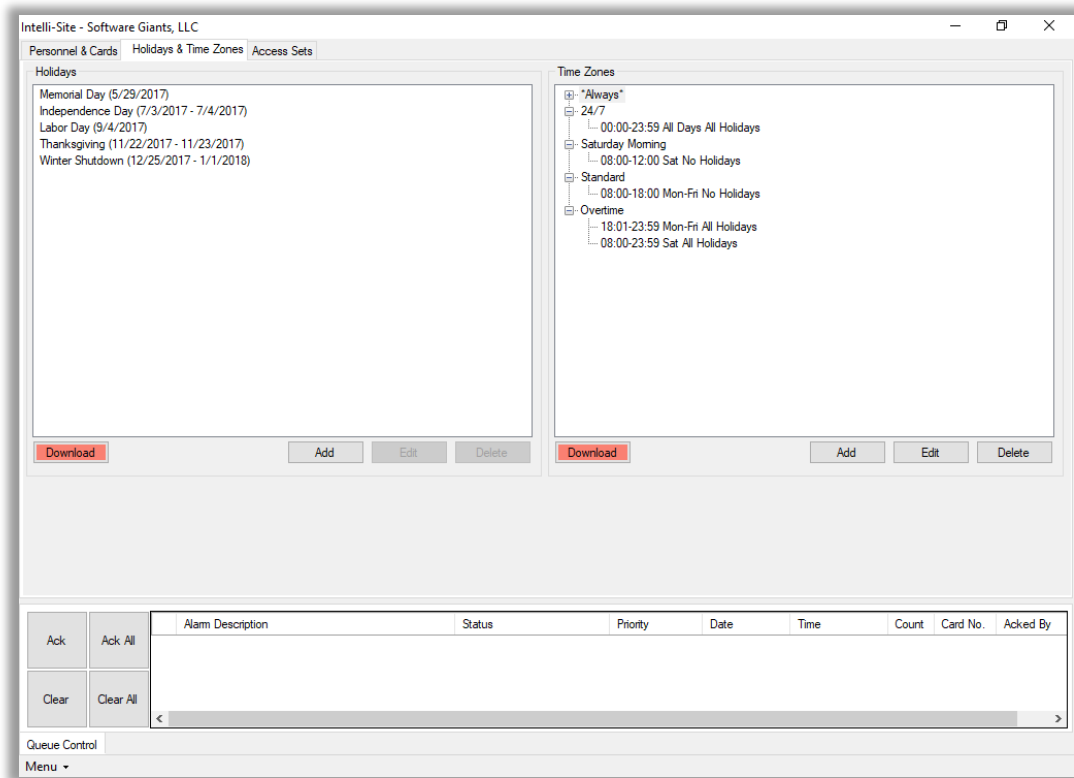 Intelli-Site - Software Giants, LLC
Personnel & Cards Holidays & Time Zones Access Sets
Holidays
Memorial Day (5/29/2017)
Independence Day (7/3/2017 - 7/4/2017)
Labor Day (9/4/2017)
Thanksgiving (11/22/2017 - 11/23/2017)
Winter Shutdown (12/25/2017 - 1/1/2018)
Download Add Edit Delete
Time Zones
*Always*
24/7
00:00-23:59 All Days All Holidays
Saturday Morning
08:00-12:00 Sat No Holidays
Standard
08:00-18:00 Mon-Fri No Holidays
Overtime
18:01-23:59 Mon-Fri All Holidays
08:00-23:59 Sat All Holidays
Download Add Edit Delete
Ack Ack All
Clear Clear All
Alarm Description Status Priority Date Time Count Card No. Acked By
Queue Control
Menu